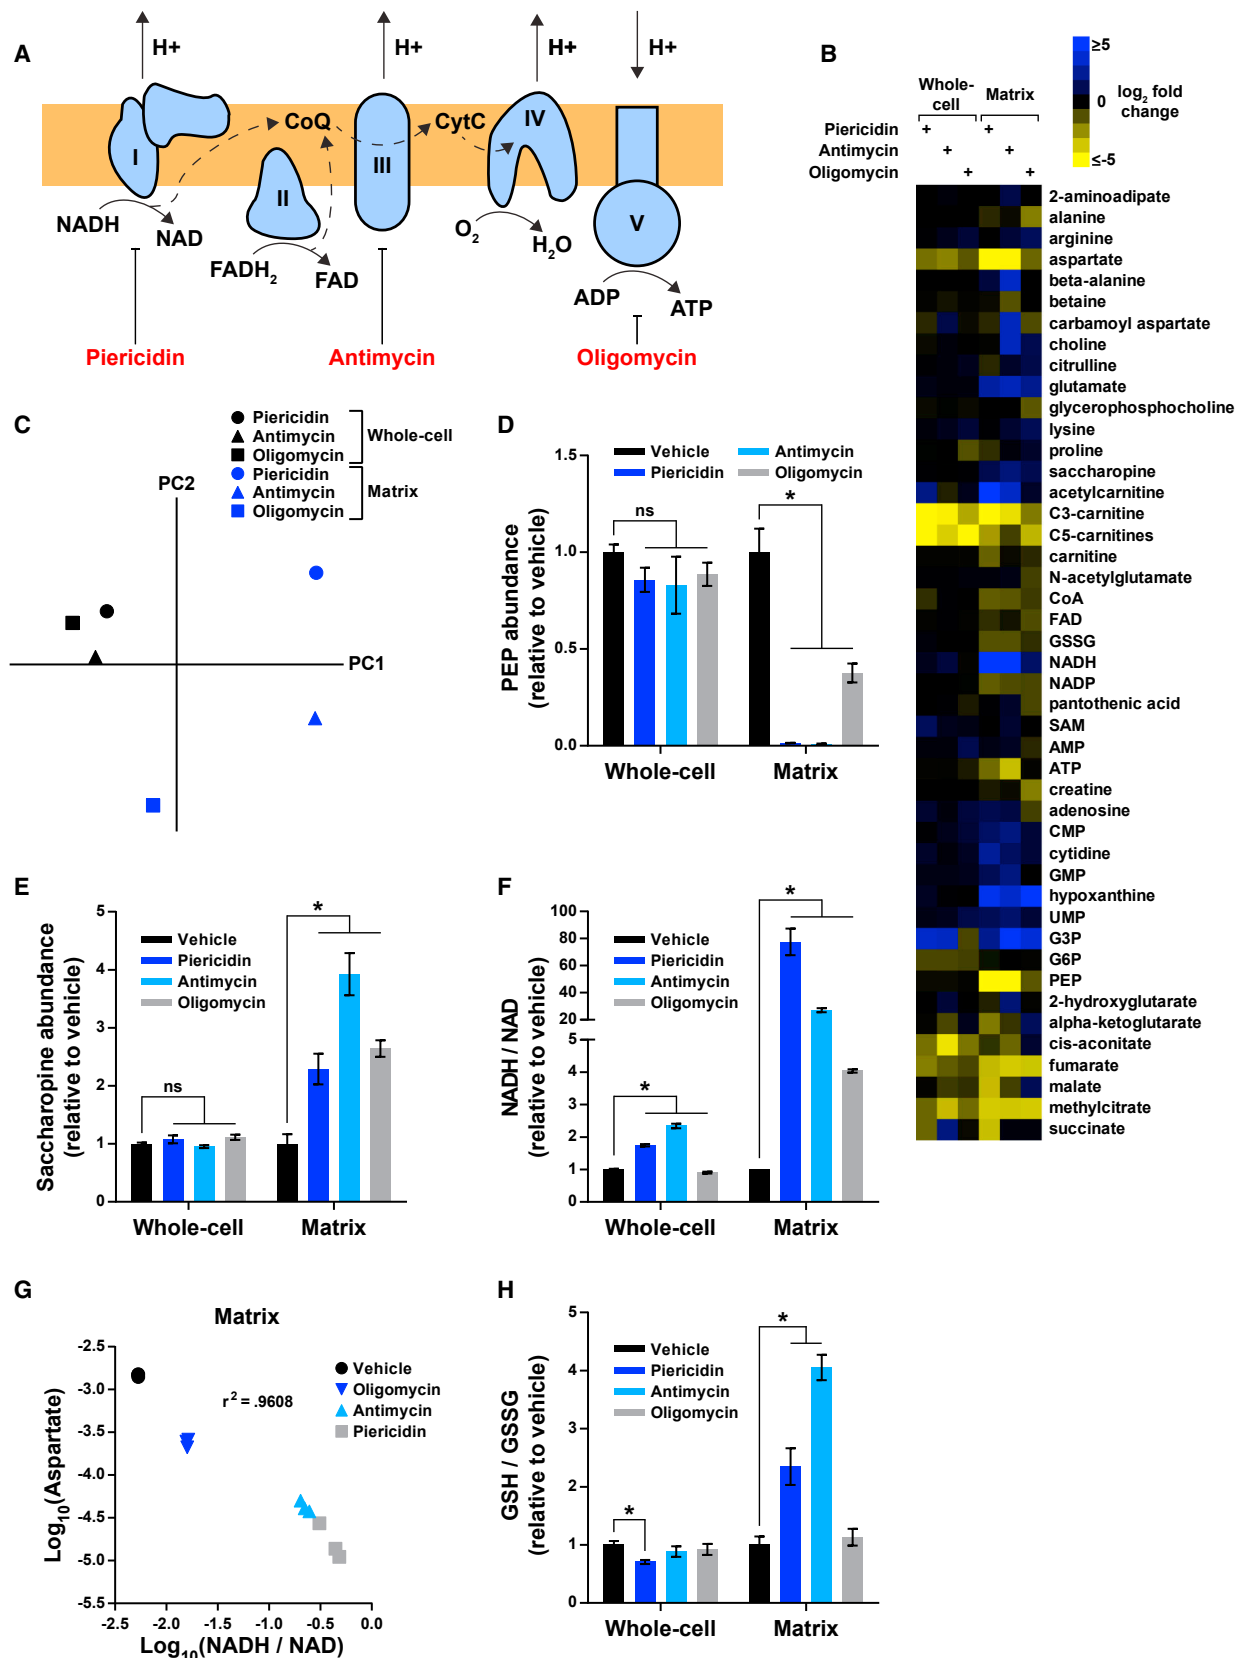 A
H+
H+
H+
H+
CoQ
CytC
I
II
III
IV
V
NADH
NAD
FADH2
FAD
O2
H2O
ADP
ATP
Piericidin
Antimycin
Oligomycin
B
≥5
0
≤-5
log2 fold
change
Whole-
cell
Matrix
Piericidin + +
Antimycin + +
Oligomycin + +
2-aminoadipate
alanine
arginine
aspartate
beta-alanine
betaine
carbamoyl aspartate
choline
citrulline
glutamate
glycerophosphocholine
lysine
proline
saccharopine
acetylcarnitine
C3-carnitine
C5-carnitines
carnitine
N-acetylglutamate
CoA
FAD
GSSG
NADH
NADP
pantothenic acid
SAM
AMP
ATP
creatine
adenosine
CMP
cytidine
GMP
hypoxanthine
UMP
G3P
G6P
PEP
2-hydroxyglutarate
alpha-ketoglutarate
cis-aconitate
fumarate
malate
methylcitrate
succinate
C
Piericidin
Antimycin
Oligomycin
Whole-cell
Piericidin
Antimycin
Oligomycin
Matrix
PC2
PC1
D
PEP abundance
(relative to vehicle)
1.5
1.0
0.5
0.0
Vehicle
Piericidin
Antimycin
Oligomycin
ns
*
Whole-cell
Matrix
E
Saccharopine abundance
(relative to vehicle)
5
4
3
2
1
0
Vehicle
Piericidin
Antimycin
Oligomycin
ns
*
Whole-cell
Matrix
F
NADH / NAD
(relative to vehicle)
100
80
60
40
20
5
4
3
2
1
0
Vehicle
Piericidin
Antimycin
Oligomycin
*
*
Whole-cell
Matrix
G
Matrix
Log10(Aspartate)
-2.5
-3.0
-3.5
-4.0
-4.5
-5.0
-5.5
r2 = .9608
Vehicle
Oligomycin
Antimycin
Piericidin
-2.5 -2.0 -1.5 -1.0 -0.5 0.0
Log10(NADH / NAD)
H
GSH / GSSG
(relative to vehicle)
5
4
3
2
1
0
Vehicle
Piericidin
Antimycin
Oligomycin
*
*
Whole-cell
Matrix